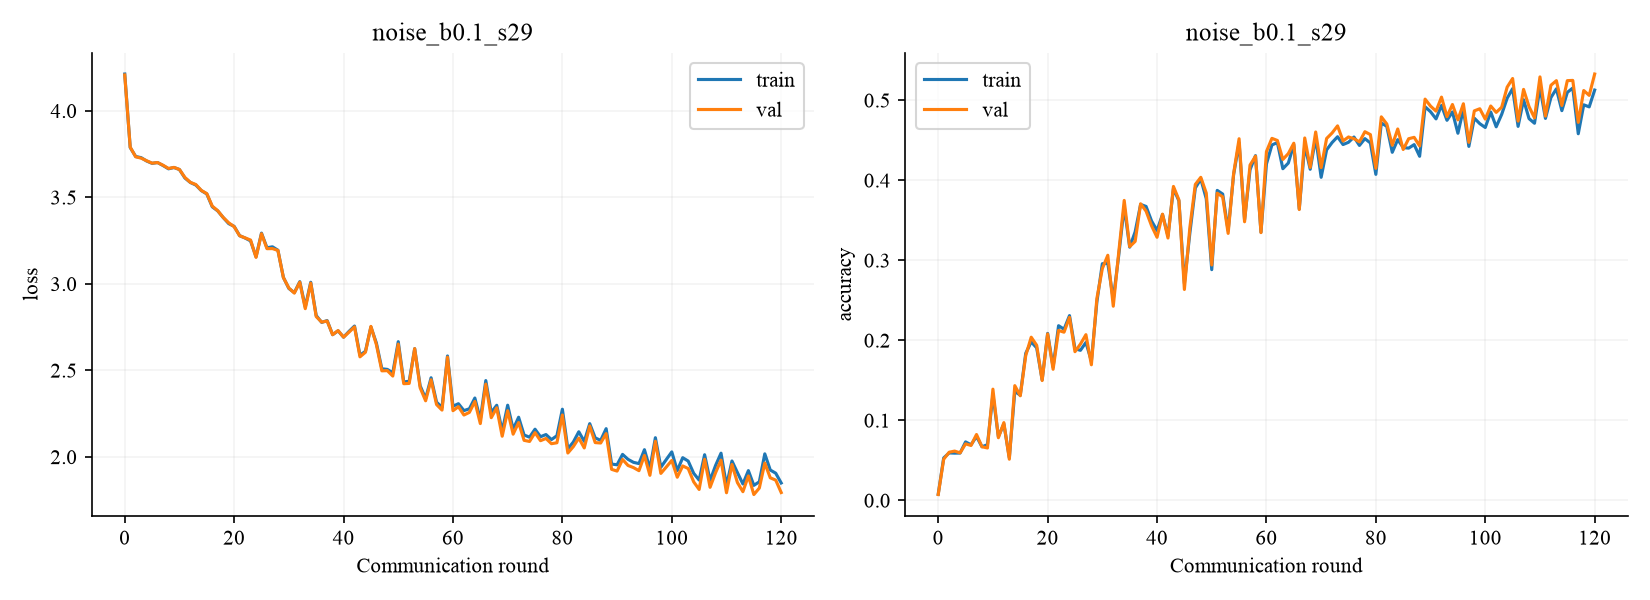 noise_b0.1_s29
train
val
4.0
3.5
3.0
2.5
2.0
loss
0 20 40 60 80 100 120
Communication round
noise_b0.1_s29
train
val
0.5
0.4
0.3
0.2
0.1
0.0
accuracy
0 20 40 60 80 100 120
Communication round